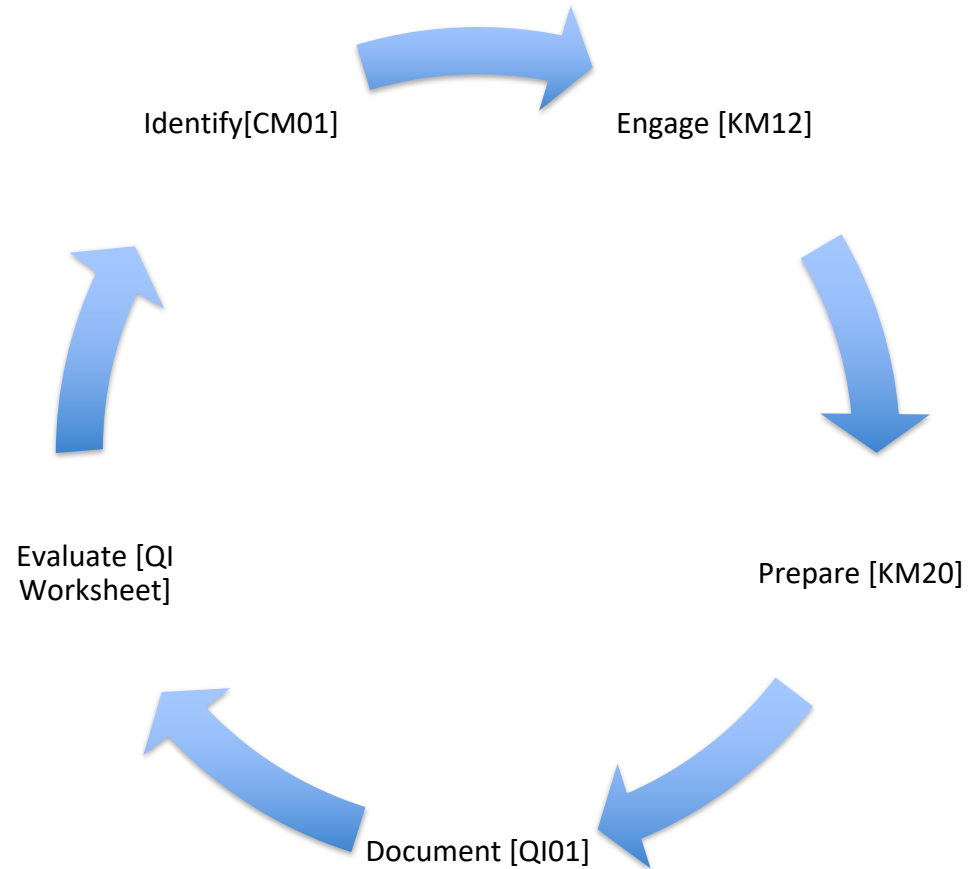 Identify[CM01]
Engage [KM12]
Prepare [KM20]
Document [QI01]
Evaluate [QI
Worksheet]